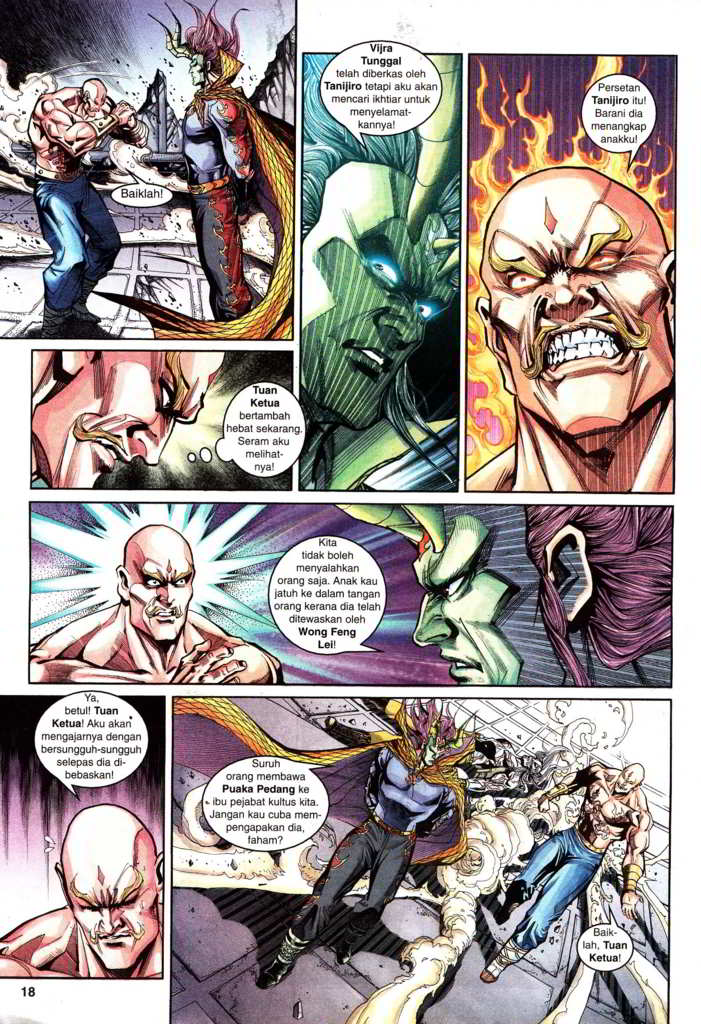 Baiklah!
Vijra
Tunggal
telah diberkas oleh
Tanijiro tetapi aku akan
mencari ikhtiar untuk
menyelamat-
kannya!
Persetan
Tanijiro itu!
Barani dia
menangkap
anakku!
Tuan
Ketua
bertambah
hebat sekarang.
Seram aku
melihat-
nya!
Kita
tidak boleh
menyalahkan
orang saja. Anak kau
jatuh ke dalam tangan
orang kerana dia telah
ditewaskan oleh
Wong Feng
Lei!
Ya,
betul! Tuan
Ketua! Aku akan
mengajarnya dengan
bersungguh-sungguh
selepas dia di-
bebaskan!
Suruh
orang membawa
Puaka Pedang ke
ibu pejabat kultus kita.
Jangan kau cuba mem-
pengapakan dia,
faham?
Baik-
lah, Tuan
Ketua!
18